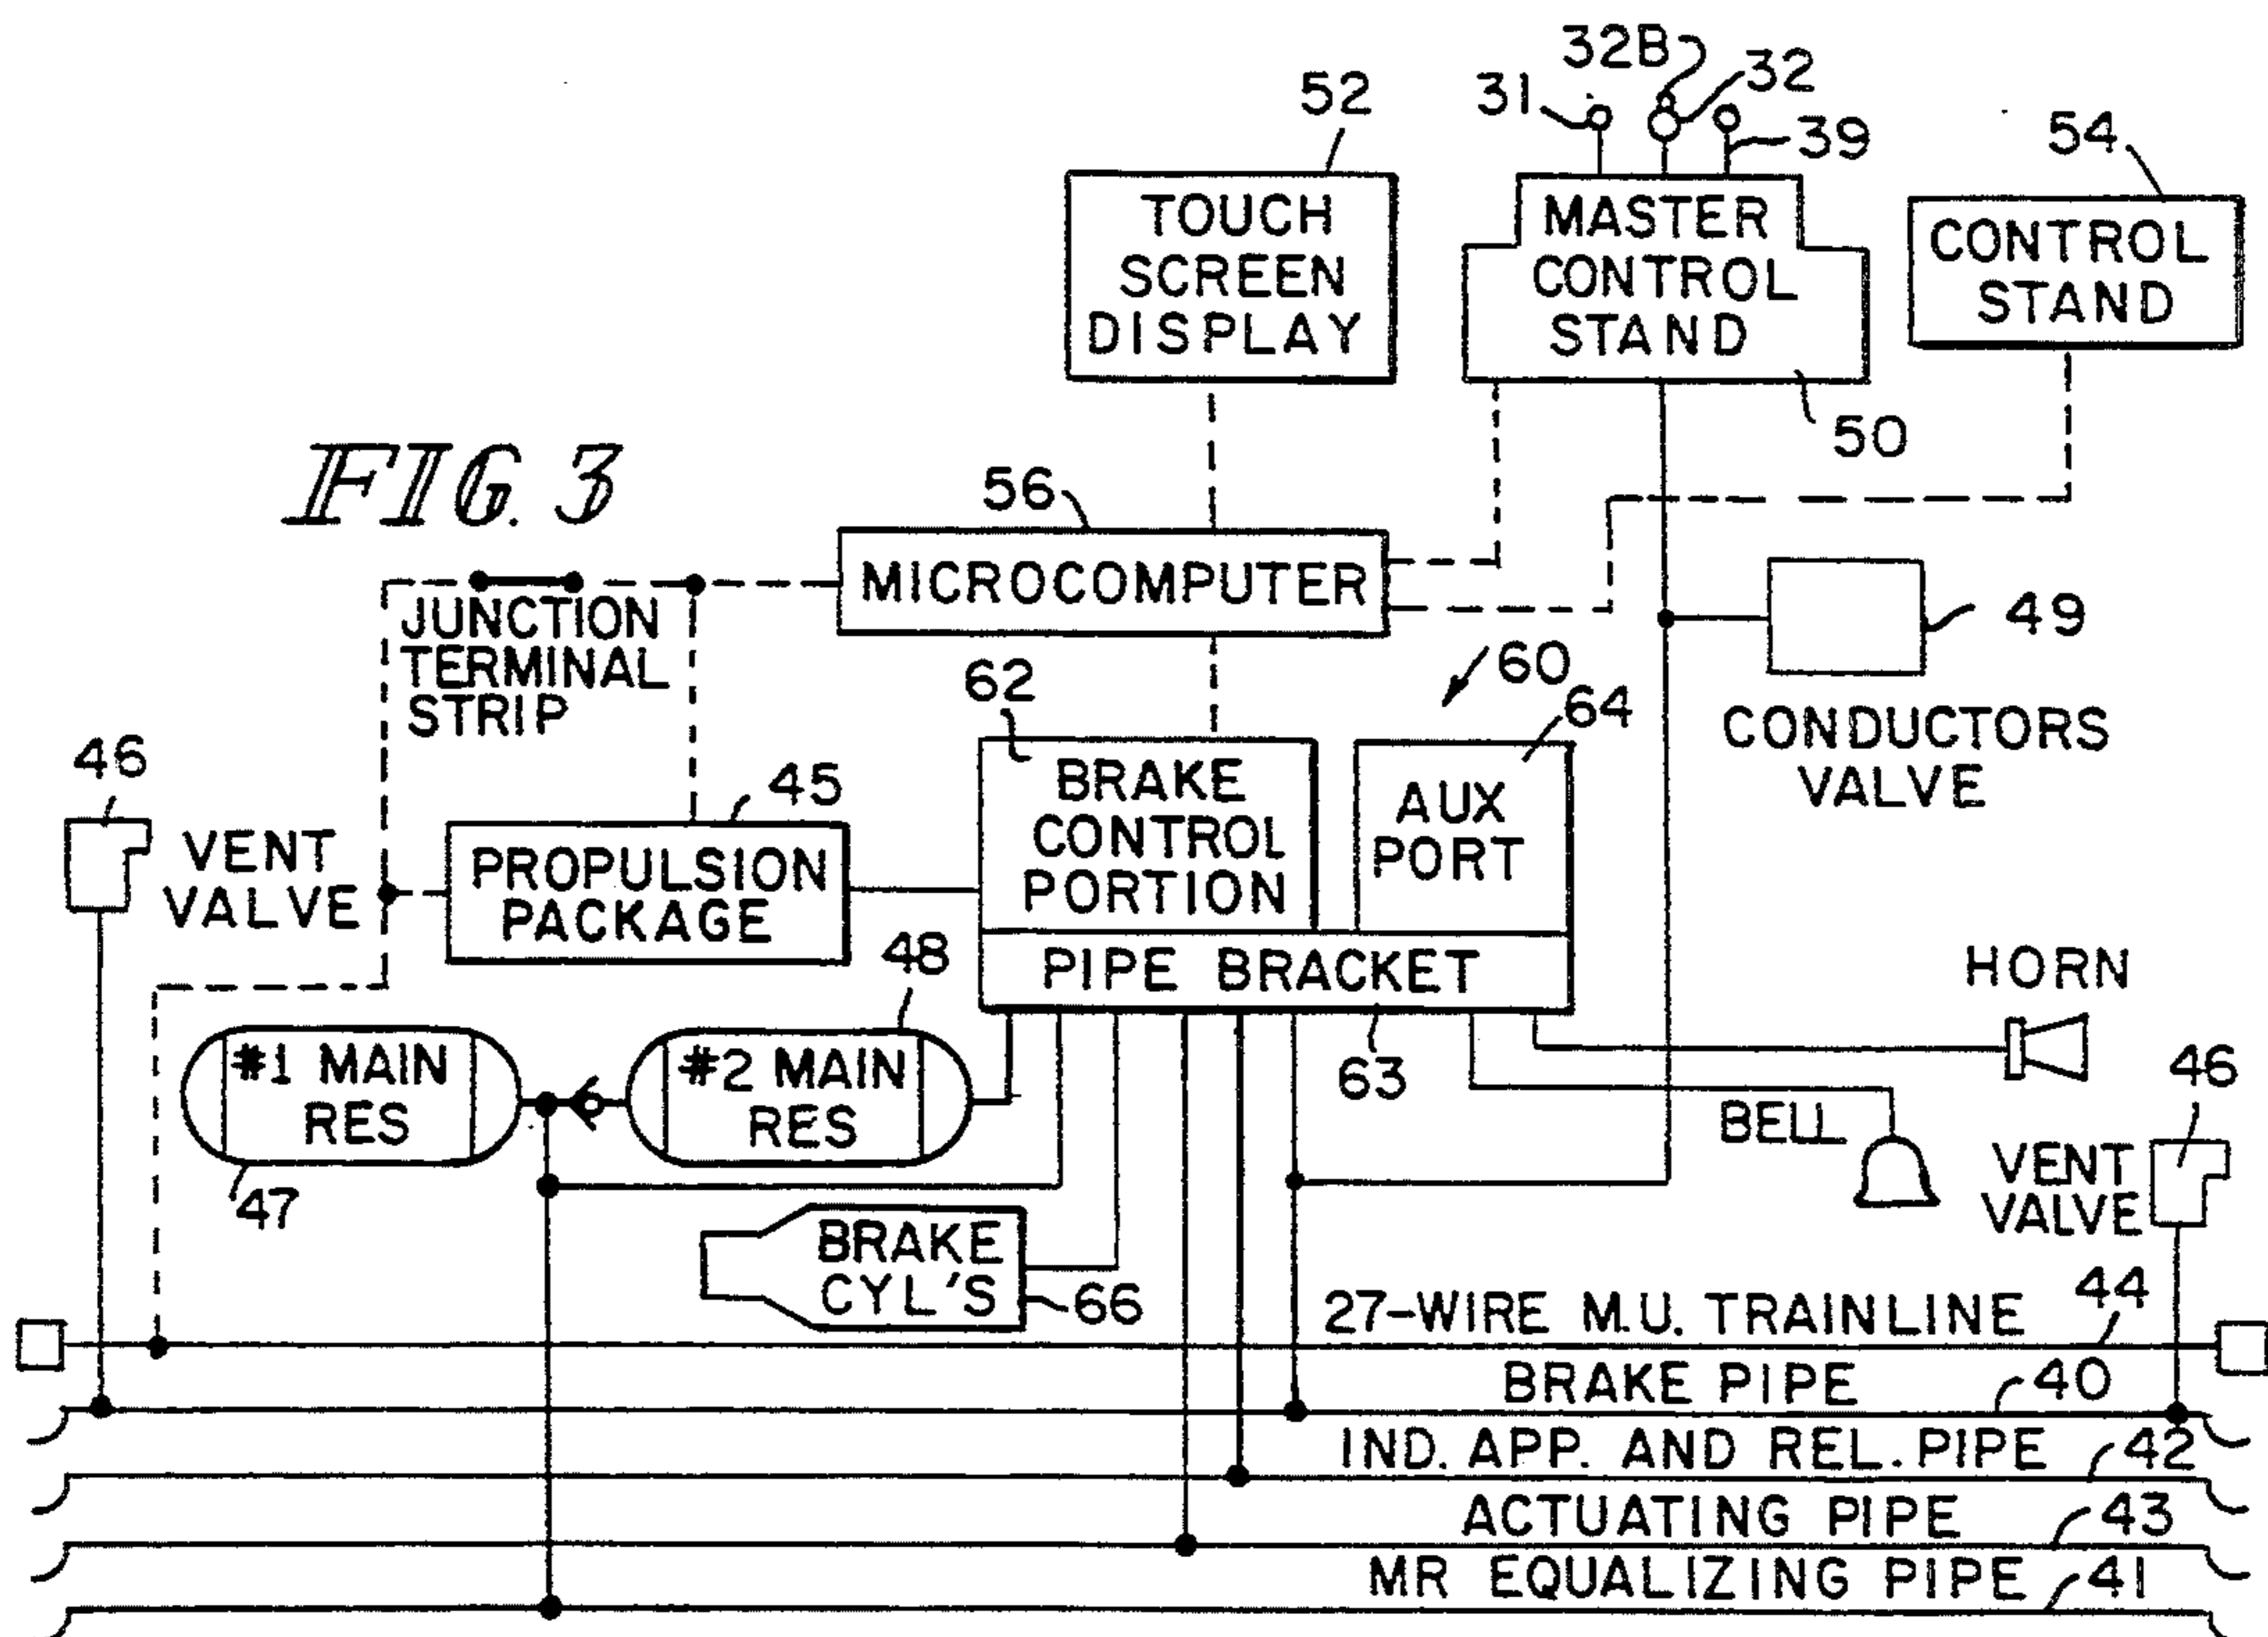 32B
31
32
39
52
54
TOUCH
SCREEN
DISPLAY
MASTER
CONTROL
STAND
CONTROL
STAND
50
FIG. 3
56
MICROCOMPUTER
JUNCTION
TERMINAL
STRIP
49
CONDUCTORS
VALVE
60
62
64
46
VENT
VALVE
45
PROPULSION
PACKAGE
BRAKE
CONTROL
PORTION
AUX
PORT
PIPE BRACKET
63
48
#1 MAIN
RES
47
#2 MAIN
RES
HORN
BELL
46
VENT
VALVE
BRAKE
CYL'S
66
27-WIRE M.U. TRAINLINE
44
BRAKE PIPE
40
IND. APP. AND REL. PIPE
42
ACTUATING PIPE
43
MR EQUALIZING PIPE
41